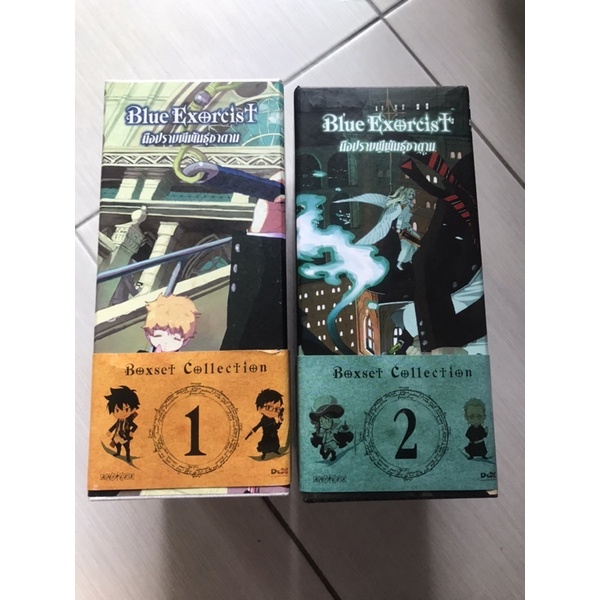 Blue Exorcist
มือปราบผีพันธุ์ซาตาน
Boxset Collection
1
Blue Exorcist
มือปราบผีพันธุ์ซาตาน
Boxset Collection
2